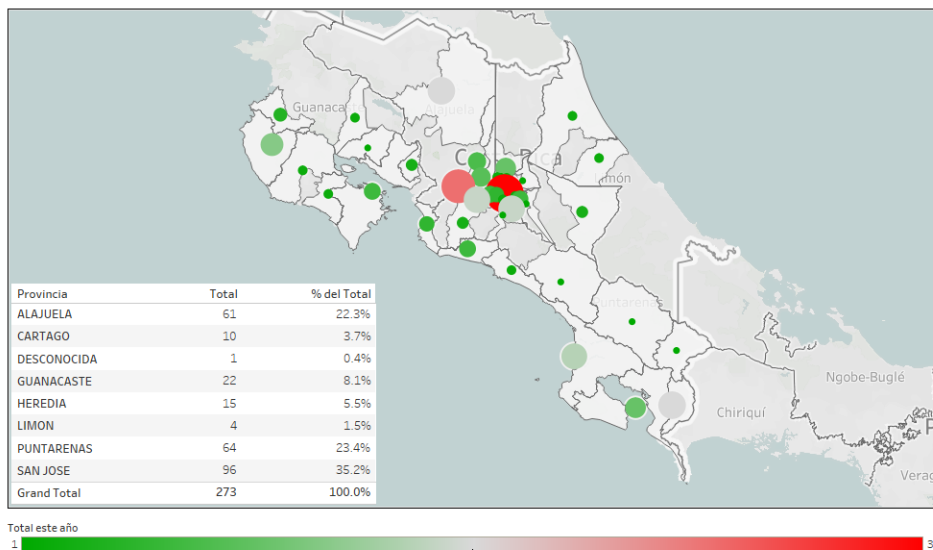 Guanacas
Alajuela
Costa Rica
Limón
Puntarenas
Ngobe-Buglé
Chiriquí
Verag
Provincia Total % del Total
ALAJUELA 61 22.3%
CARTAGO 10 3.7%
DESCONOCIDA 1 0.4%
GUANACASTE 22 8.1%
HEREDIA 15 5.5%
LIMON 4 1.5%
PUNTARENAS 64 23.4%
SAN JOSE 96 35.2%
Grand Total 273 100.0%
Total este año
1 3